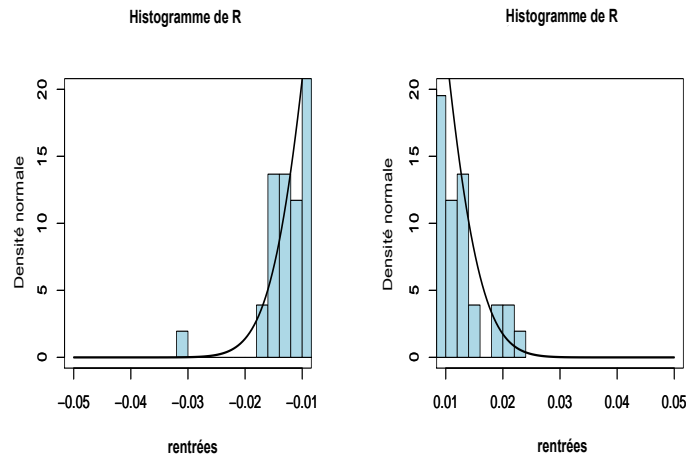 Histogramme de R
Densité normale
20
15
10
5
0
−0.05 −0.04 −0.03 −0.02 −0.01
rentrées
Histogramme de R
Densité normale
20
15
10
5
0
0.01 0.02 0.03 0.04 0.05
rentrées